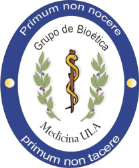 Primum non nocere
Grupo de Bioética
Medicina ULA
primum non tacere